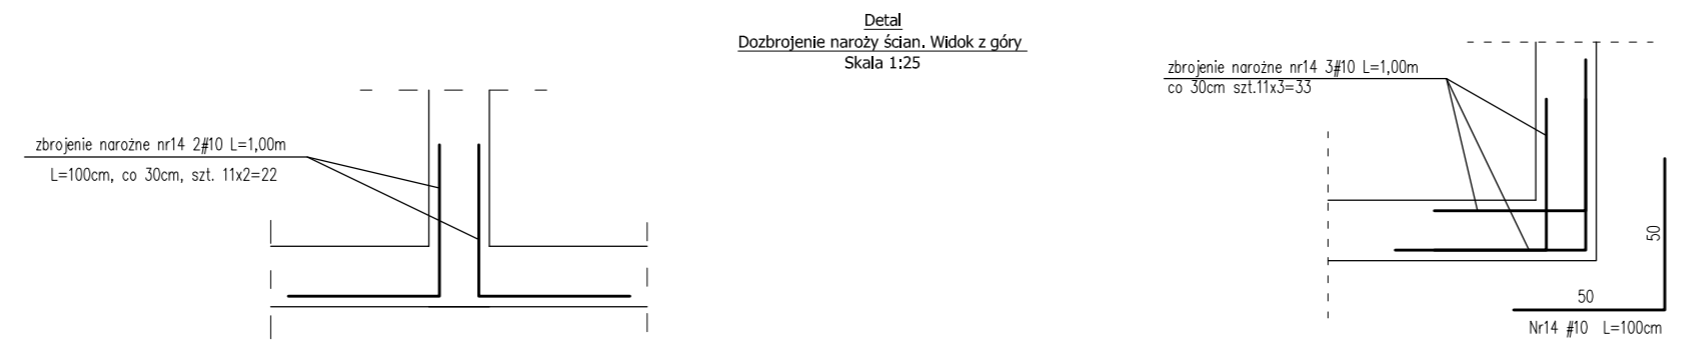 Detal
Dozbrojenie naroży ścian. Widok z góry
Skala 1:25
zbrojenie narożne nr14 2#10 L=1,00m
L=100cm, co 30cm, szt. 11x2=22
zbrojenie narożne nr14 3#10 L=1,00m
co 30cm szt.11x3=33
50
50
Nr14 #10 L=100cm